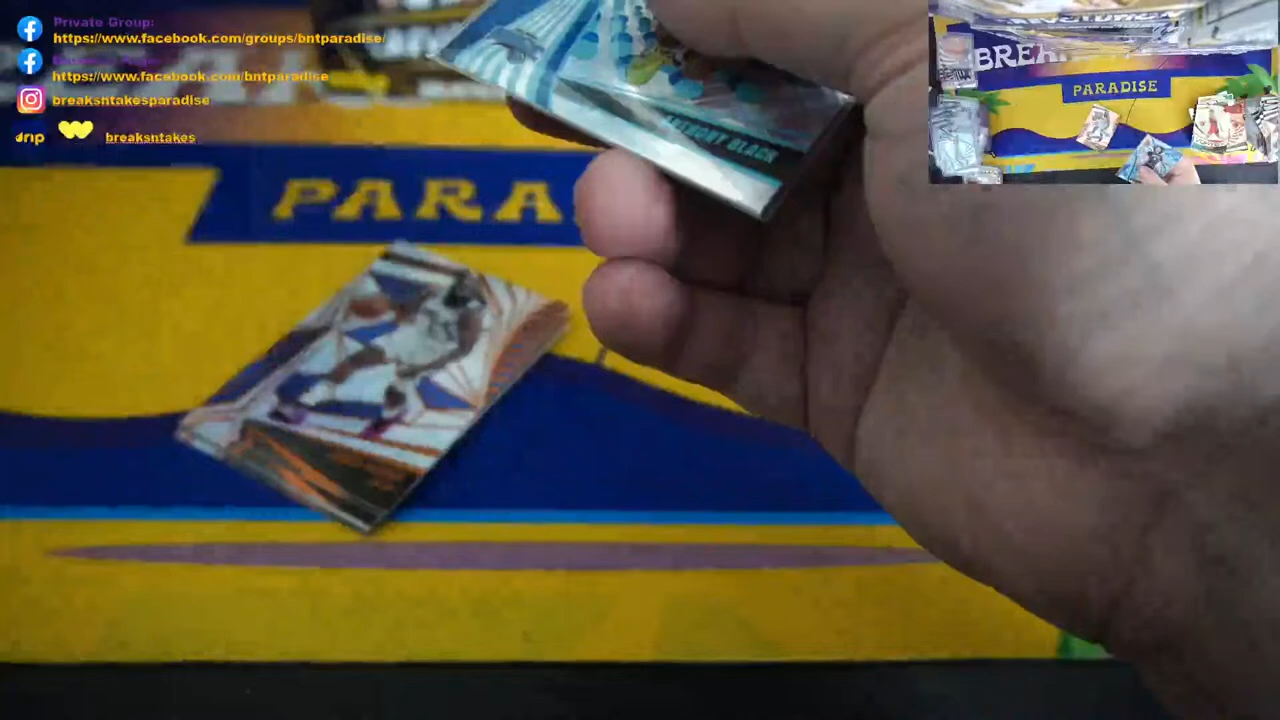 Private Group:
https://www.facebook.com/groups/bntparadise/
https://www.facebook.com/bntparadise
breaksntakesparadise
drip
breaksntakes
PARA
ANTHONY BLACK
BREA
PARADISE